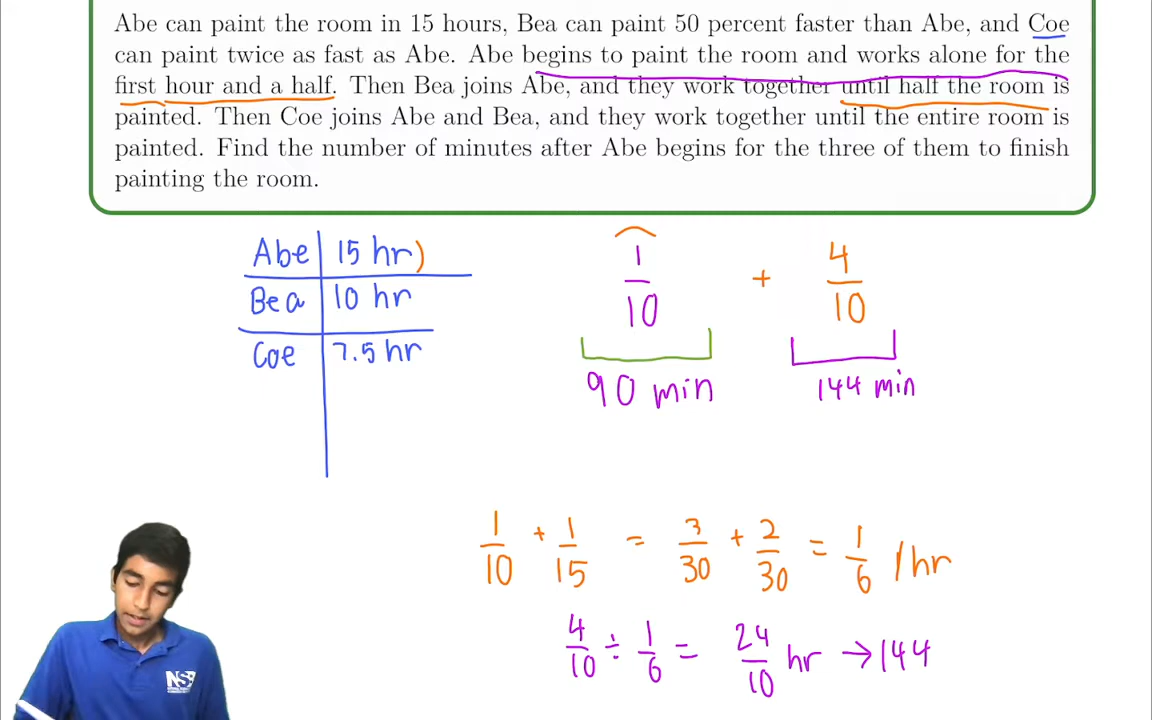 Abe can paint the room in 15 hours, Bea can paint 50 percent faster than Abe, and Coe
can paint twice as fast as Abe. Abe begins to paint the room and works alone for the
first hour and a half. Then Bea joins Abe, and they work together until half the room is
painted. Then Coe joins Abe and Bea, and they work together until the entire room is
painted. Find the number of minutes after Abe begins for the three of them to finish
painting the room.
Abe 15 hr)
Bea 10 hr
Coe 7.5 hr
1/10 + 4/10
90 min 144 min
1/10 + 1/15 = 3/30 + 2/30 = 1/6 /hr
4/10 ÷ 1/6 = 24/10 hr → 144
NSF